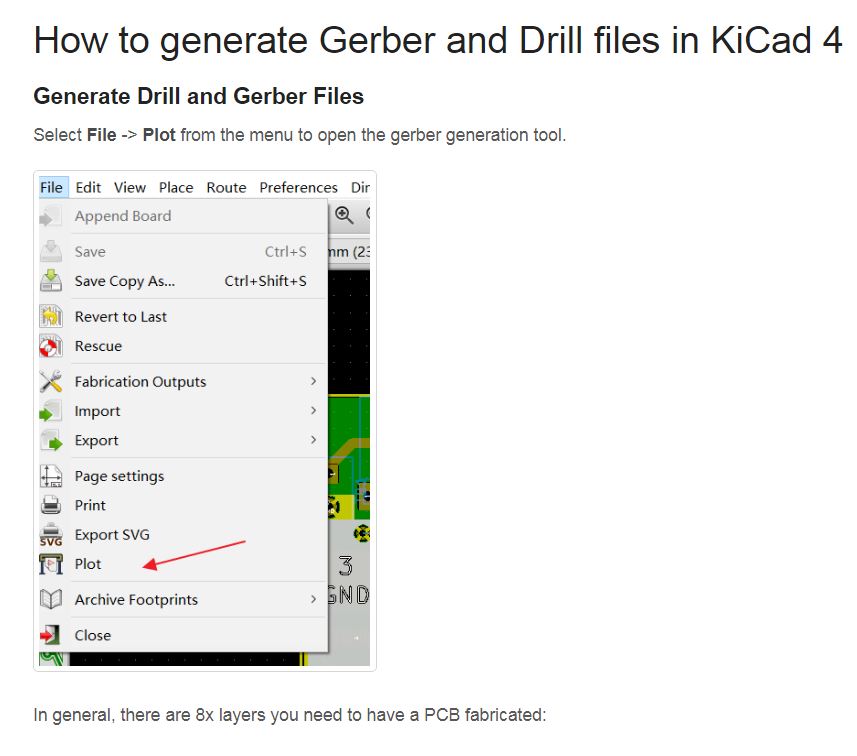 How to generate Gerber and Drill files in KiCad 4
Generate Drill and Gerber Files
Select File -> Plot from the menu to open the gerber generation tool.
File Edit View Place Route Preferences Dir
Append Board
Save Ctrl+S
mm (23
Save Copy As... Ctrl+Shift+S
Revert to Last
Rescue
Fabrication Outputs >
Import >
Export >
Page settings
Print
SVG Export SVG
Plot
3
Archive Footprints >
GND
Close
In general, there are 8x layers you need to have a PCB fabricated: